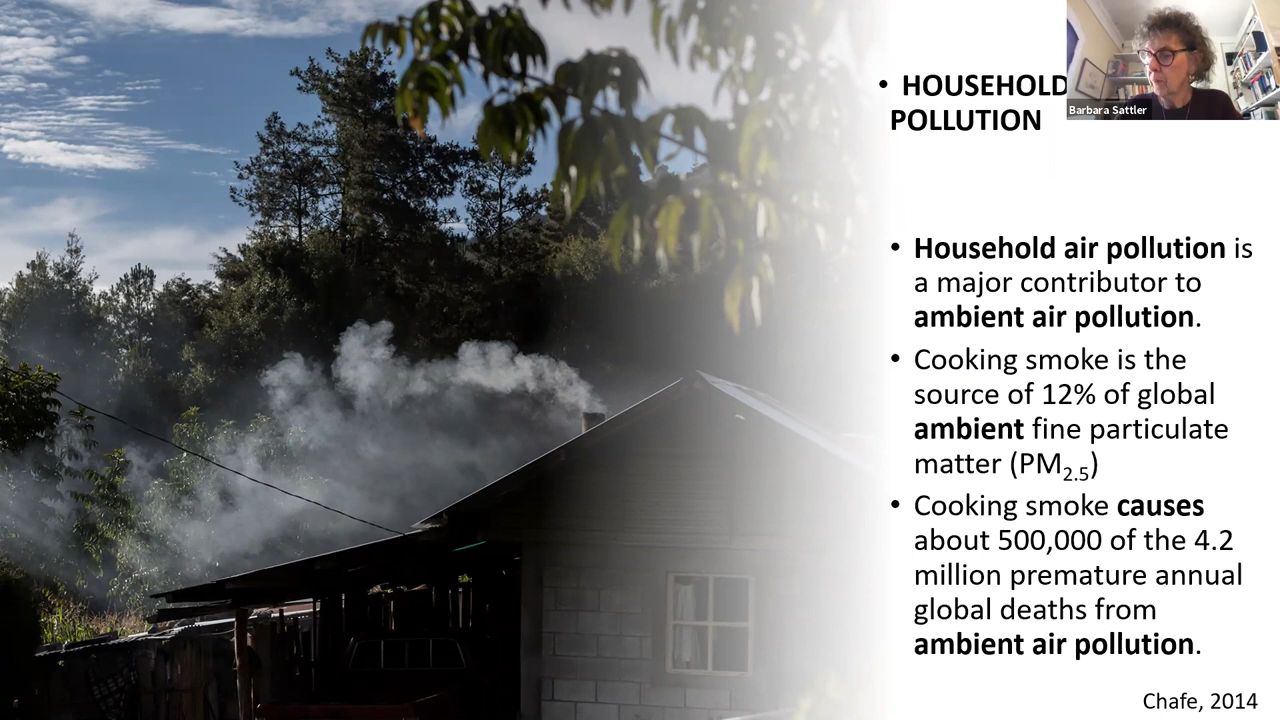 • HOUSEHOLD
POLLUTION
Barbara Sattler
• Household air pollution is
a major contributor to
ambient air pollution.
• Cooking smoke is the
source of 12% of global
ambient fine particulate
matter (PM2.5)
• Cooking smoke causes
about 500,000 of the 4.2
million premature annual
global deaths from
ambient air pollution.
Chafe, 2014